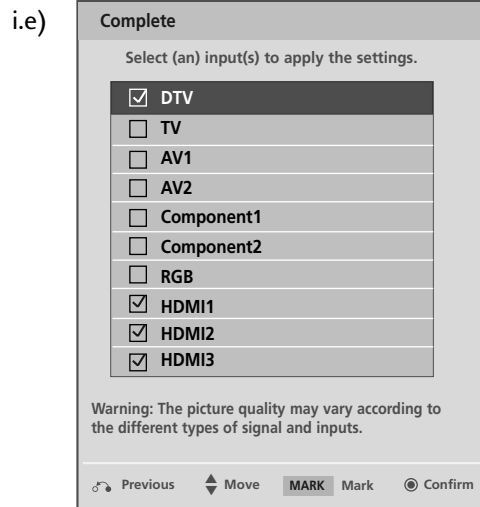 i.e)
Complete
Select (an) input(s) to apply the settings.
DTV
TV
AV1
AV2
Component1
Component2
RGB
HDMI1
HDMI2
HDMI3
Warning: The picture quality may vary according to
the different types of signal and inputs.
Previous Move MARK Mark Confirm